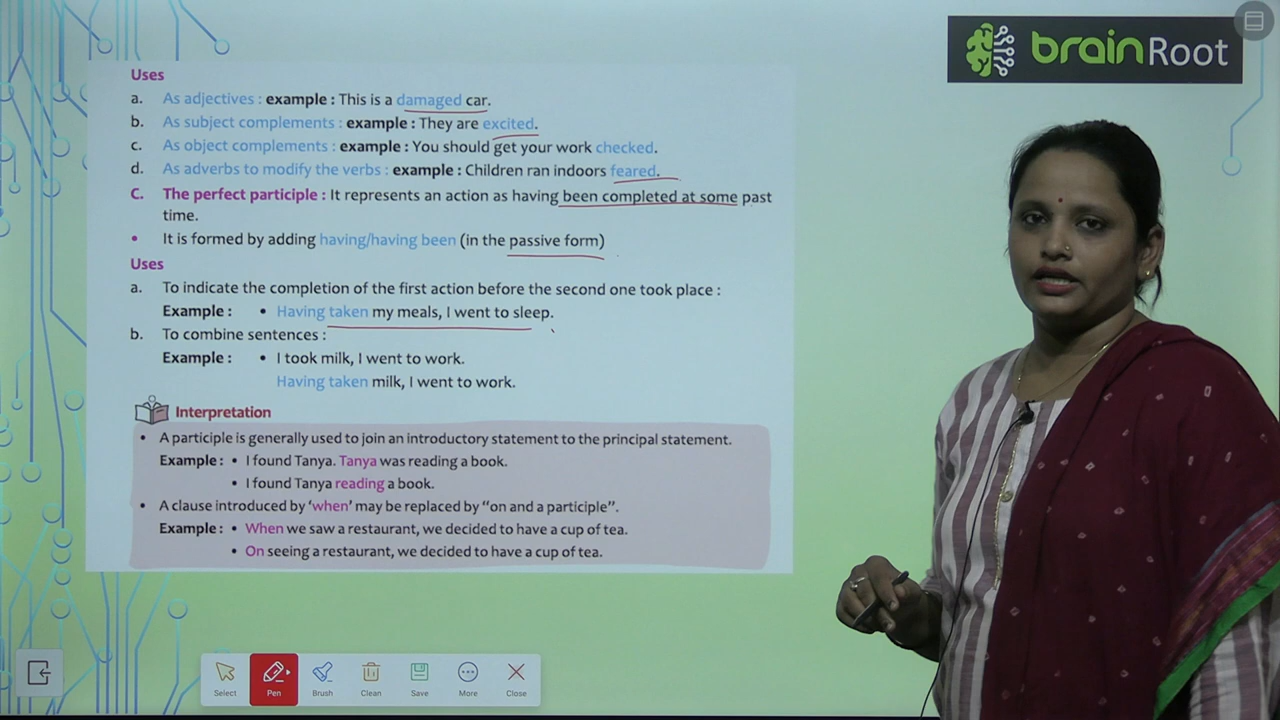 brainRoot
Uses
a. As adjectives : example : This is a damaged car.
b. As subject complements : example : They are excited.
c. As object complements : example : You should get your work checked.
d. As adverbs to modify the verbs : example : Children ran indoors feared.
C. The perfect participle : It represents an action as having been completed at some past
time.
• It is formed by adding having/having been (in the passive form)
Uses
a. To indicate the completion of the first action before the second one took place :
Example : • Having taken my meals, I went to sleep.
b. To combine sentences :
Example : • I took milk, I went to work.
Having taken milk, I went to work.
Interpretation
• A participle is generally used to join an introductory statement to the principal statement.
Example : • I found Tanya. Tanya was reading a book.
• I found Tanya reading a book.
• A clause introduced by ‘when’ may be replaced by “on and a participle”.
Example : • When we saw a restaurant, we decided to have a cup of tea.
• On seeing a restaurant, we decided to have a cup of tea.
Select Pen Brush Clean Save More Close